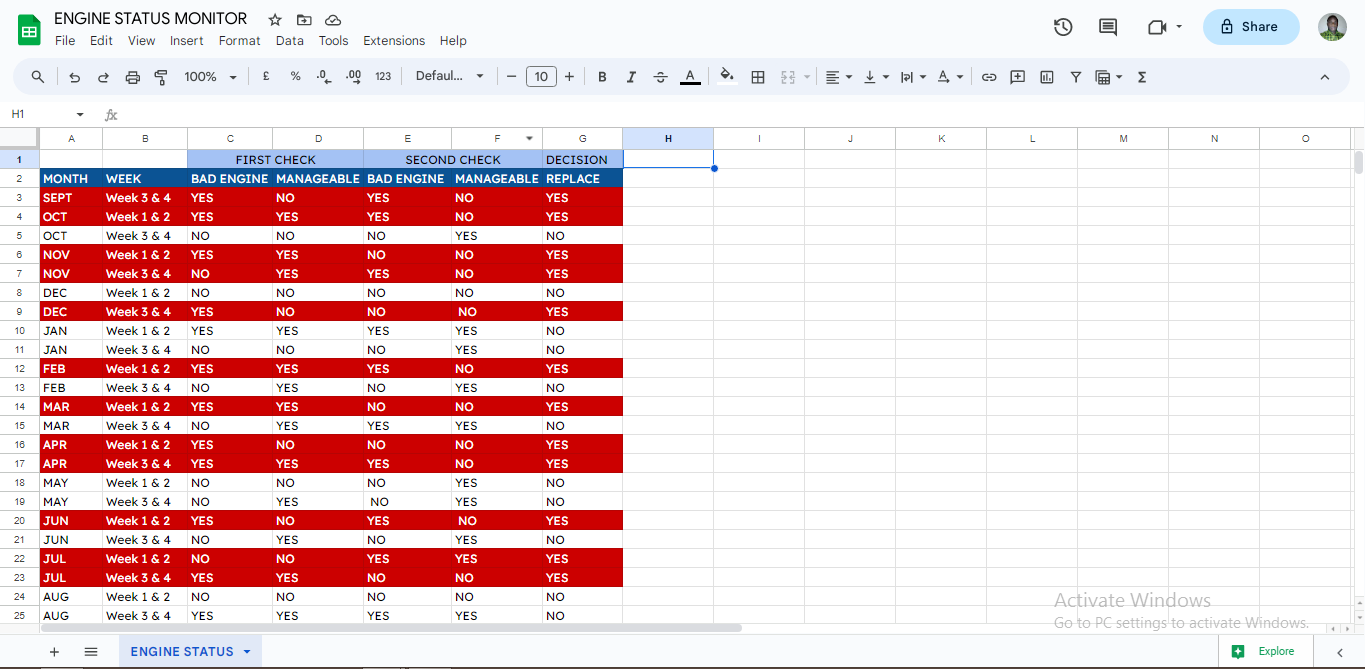 ENGINE STATUS MONITOR
File Edit View Insert Format Data Tools Extensions Help
Share
100% £ % .0 .00 123 Defaul... 10 B I S A A Σ
H1 fx
A B C D E F G H I J K L M N O
1 FIRST CHECK SECOND CHECK DECISION
2 MONTH WEEK BAD ENGINE MANAGEABLE BAD ENGINE MANAGEABLE REPLACE
3 SEPT Week 3 & 4 YES NO YES NO YES
4 OCT Week 1 & 2 YES YES YES NO YES
5 OCT Week 3 & 4 NO NO NO YES NO
6 NOV Week 1 & 2 YES YES NO NO YES
7 NOV Week 3 & 4 NO YES YES NO YES
8 DEC Week 1 & 2 NO NO NO NO NO
9 DEC Week 3 & 4 YES NO NO NO YES
10 JAN Week 1 & 2 YES YES YES YES NO
11 JAN Week 3 & 4 NO NO NO YES NO
12 FEB Week 1 & 2 YES YES YES NO YES
13 FEB Week 3 & 4 NO YES NO YES NO
14 MAR Week 1 & 2 YES YES NO NO YES
15 MAR Week 3 & 4 NO YES YES YES NO
16 APR Week 1 & 2 YES NO NO NO YES
17 APR Week 3 & 4 YES YES YES NO YES
18 MAY Week 1 & 2 NO NO NO YES NO
19 MAY Week 3 & 4 NO YES NO YES NO
20 JUN Week 1 & 2 YES NO YES NO YES
21 JUN Week 3 & 4 NO YES NO YES NO
22 JUL Week 1 & 2 NO NO YES YES YES
23 JUL Week 3 & 4 YES YES NO NO YES
24 AUG Week 1 & 2 NO NO NO NO NO
25 AUG Week 3 & 4 YES YES YES YES NO
Activate Windows
Go to PC settings to activate Windows.
ENGINE STATUS Explore